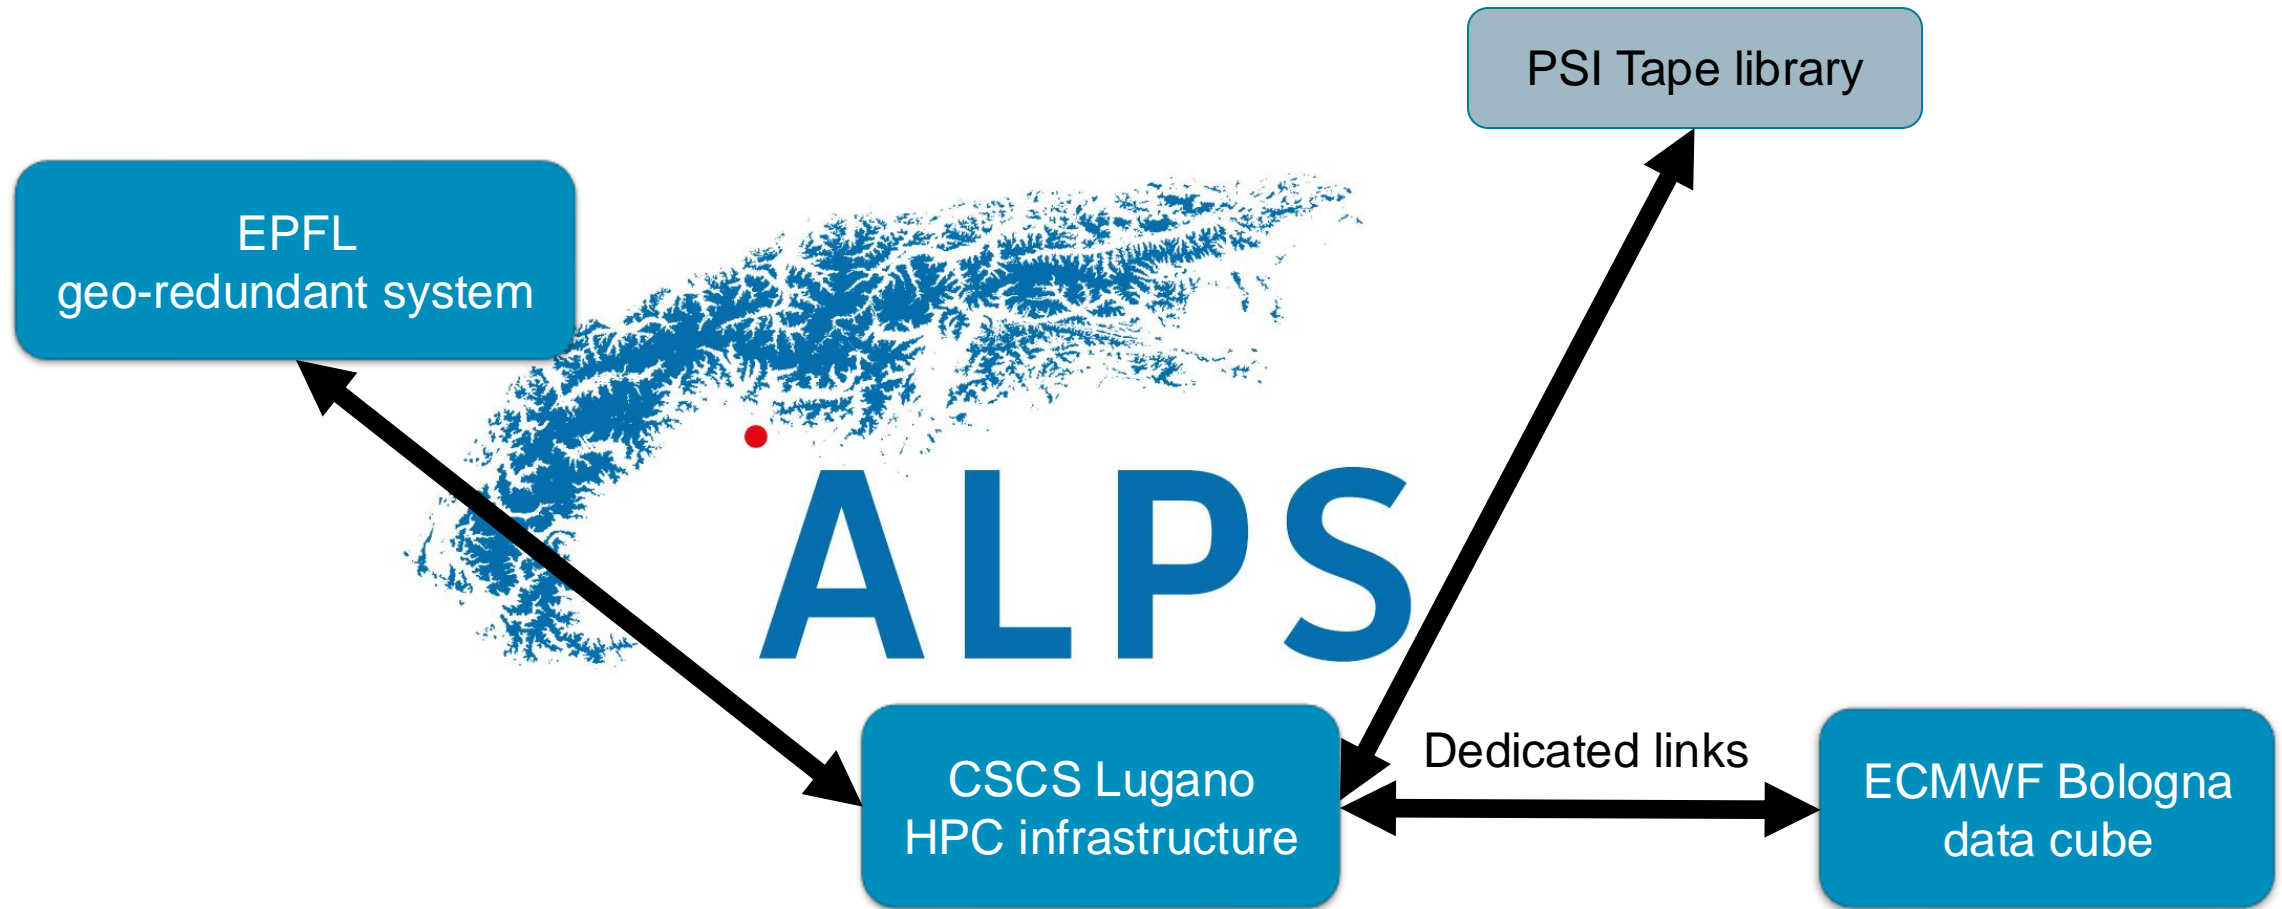 PSI Tape library
EPFL
geo-redundant system
ALPS
Dedicated links
CSCS Lugano
HPC infrastructure
ECMWF Bologna
data cube